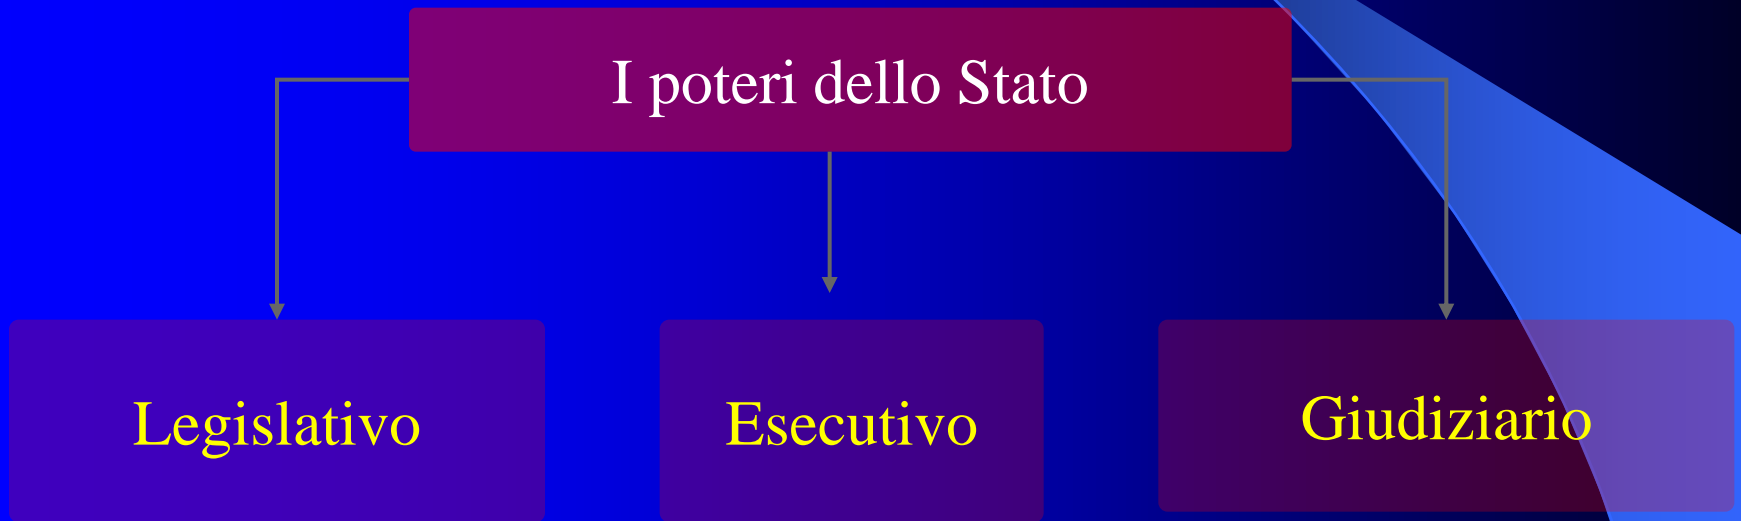 I poteri dello Stato
Legislativo
Esecutivo
Giudiziario